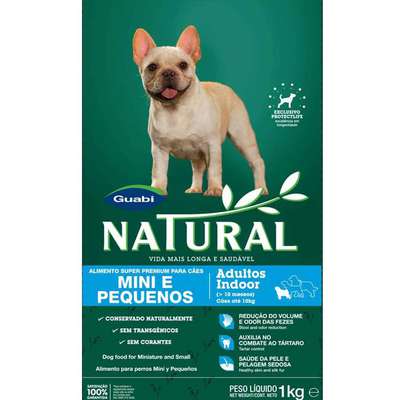 EXCLUSIVO
PROTECTLIFE
excelência em
longevidade
Guabi
NATURAL
VIDA MAIS LONGA E SAUDÁVEL
ALIMENTO SUPER PREMIUM PARA CÃES
MINI E
PEQUENOS
Adultos
Indoor
(> 10 meses)
Cães até 10kg
✓ CONSERVADO NATURALMENTE
✓ SEM TRANSGÊNICOS
✓ SEM CORANTES
Dog food for Miniature and Small
Alimento para perros Mini y Pequeños
REDUÇÃO DO VOLUME
E ODOR DAS FEZES
Stool and odor reduction
AUXILIA NO
COMBATE AO TÁRTARO
Tartar control
SAÚDE DA PELE E
PELAGEM SEDOSA
Healthy skin and silk fur
SATISFAÇÃO
100%
GARANTIDA
PESO LÍQUIDO
NET WEIGHT/CONT. NETO
1kg